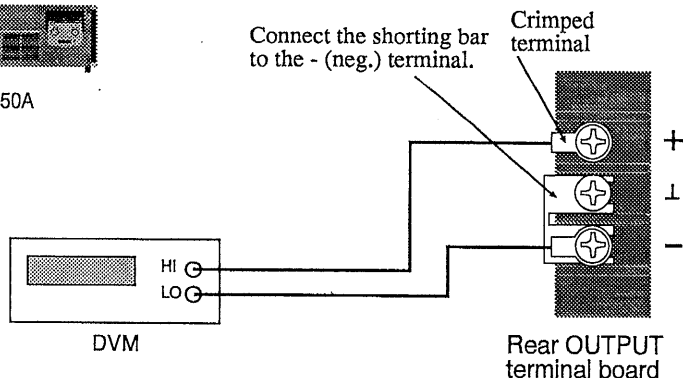 Connect the shorting bar
to the - (neg.) terminal.
Crimped
terminal
50A
+
⊥
-
HI
LO
DVM
Rear OUTPUT
terminal board